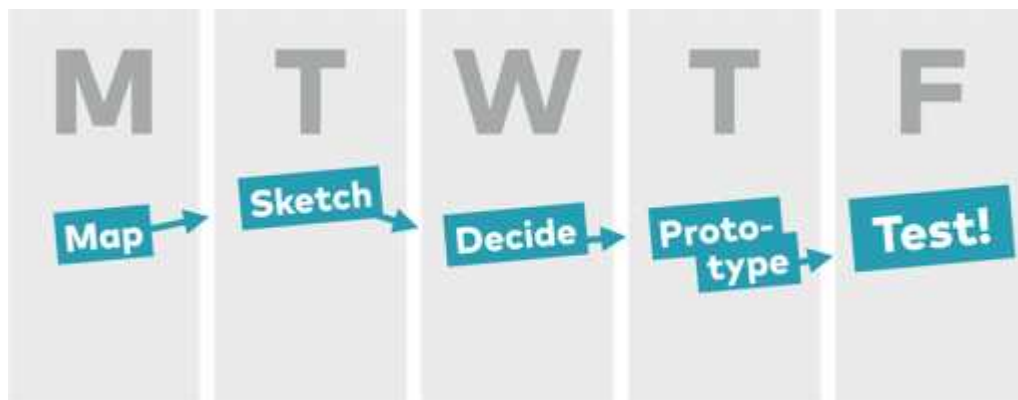 M T W T F
Map
Sketch
Decide
Proto-
type
Test!